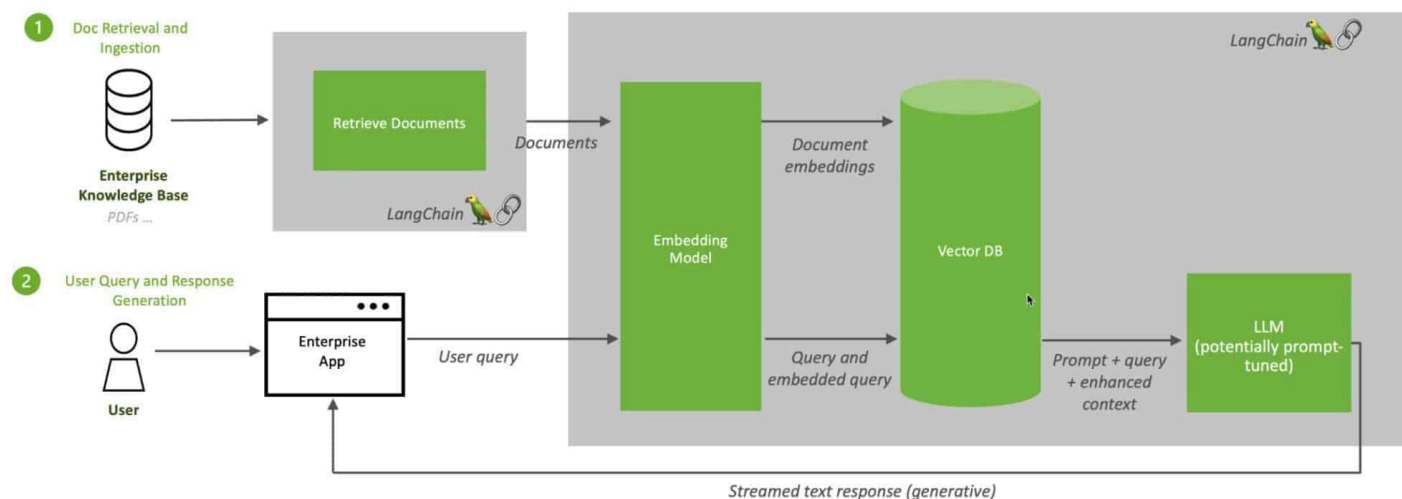 1
Doc Retrieval and
Ingestion
Enterprise
Knowledge Base
PDFs ...
Retrieve Documents
LangChain
Documents
LangChain
Embedding
Model
Document
embeddings
Vector DB
2
User Query and Response
Generation
User
Enterprise
App
User query
Query and
embedded query
Prompt + query
+ enhanced
context
LLM
(potentially prompt-
tuned)
Streamed text response (generative)